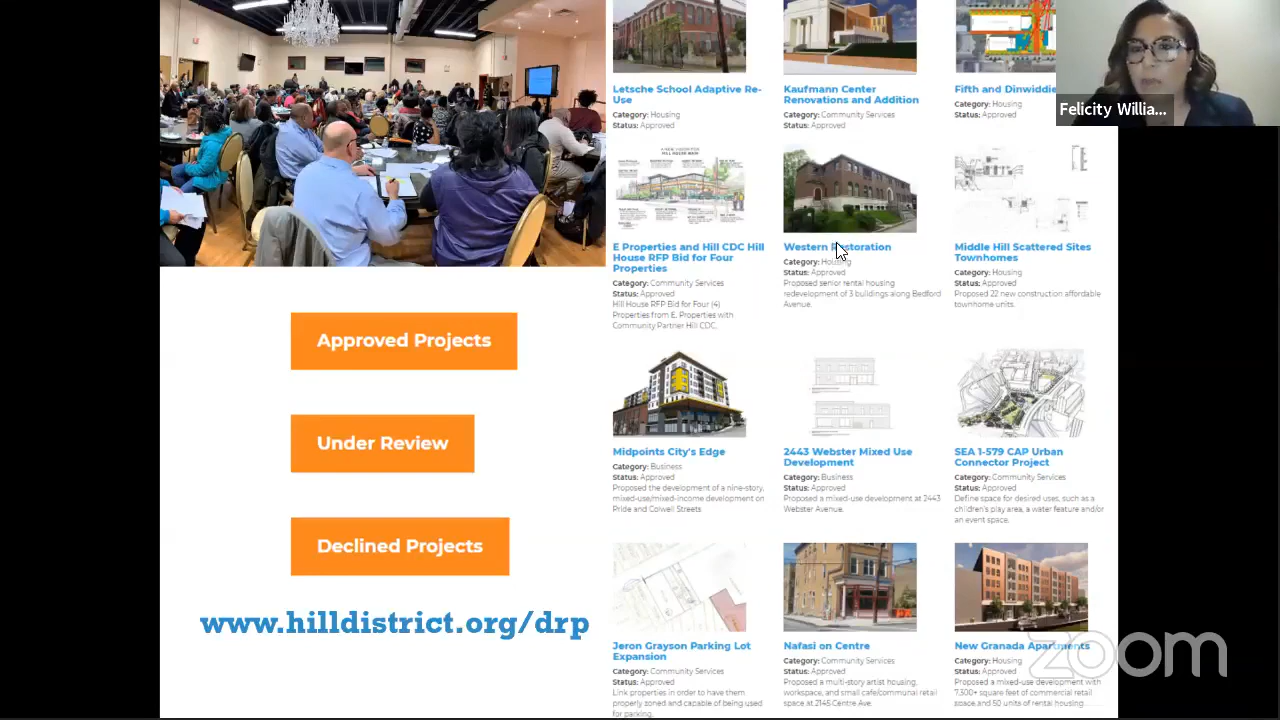 Approved Projects
Under Review
Declined Projects
www.hilldistrict.org/drp
Letsche School Adaptive Re-
Use
Category: Housing
Status: Approved
Kaufmann Center
Renovations and Addition
Category: Community Services
Status: Approved
Fifth and Dinwiddie
Category: Housing
Status: Approved
Felicity Willia...
E Properties and Hill CDC Hill
House RFP Bid for Four
Properties
Category: Community Services
Status: Approved
Hill House RFP Bid for Four (4)
Properties from E. Properties with
Community Partner Hill CDC.
Western Restoration
Category: Housing
Status: Approved
Proposed senior rental housing
redevelopment of 3 buildings along Bedford
Avenue.
Middle Hill Scattered Sites
Townhomes
Category: Housing
Status: Approved
Proposed 22 new construction affordable
townhome units.
Midpoints City's Edge
Category: Business
Status: Approved
Proposed the development of a nine-story,
mixed-use/mixed-income development on
Pride and Colwell Streets
2443 Webster Mixed Use
Development
Category: Business
Status: Approved
Proposed a mixed-use development at 2443
Webster Avenue.
SEA 1-579 CAP Urban
Connector Project
Category: Community Services
Status: Approved
Define space for desired uses, such as a
children's play area, a water feature and/or
an event space.
Jeron Grayson Parking Lot
Expansion
Category: Community Services
Status: Approved
Link properties in order to have them
properly zoned and capable of being used
for parking.
Nafasi on Centre
Category: Community Services
Status: Approved
Proposed a multi-story artist housing,
workspace, and small cafe/communal retail
space at 2145 Centre Ave.
New Granada Apartments
Category: Housing
Status: Approved
Proposed a mixed-use development with
7,300+ square feet of commercial retail
space and 50 units of rental housing
zoom